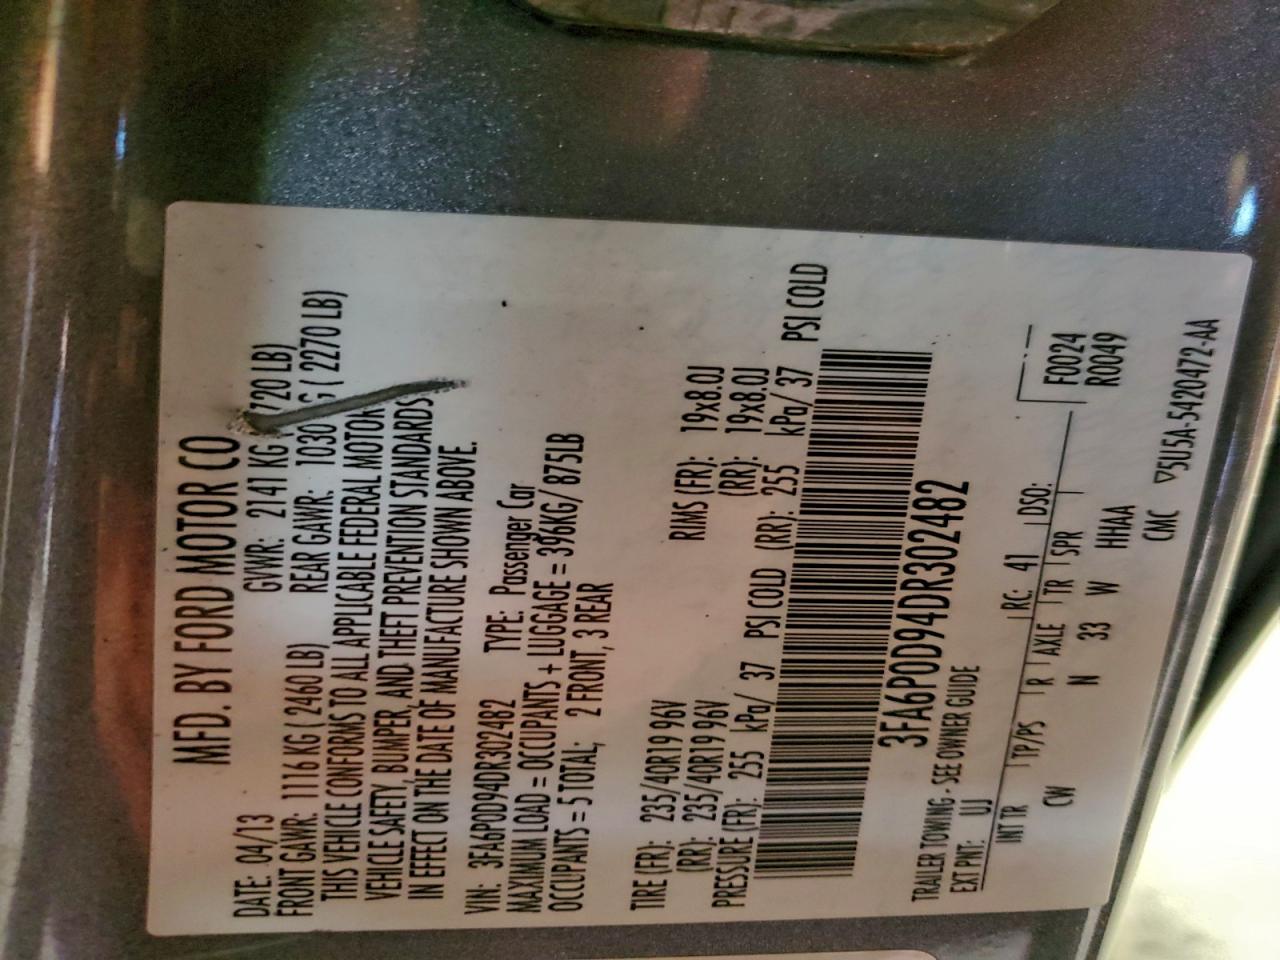 MFD. BY FORD MOTOR CO
DATE: 04/13 GVWR: 2141 KG 720 LB)
FRONT GAWR: 1116 KG ( 2460 LB) REAR GAWR: 1030 G ( 2270 LB)
THIS VEHICLE CONFORMS TO ALL APPLICABLE FEDERAL MOTOR
VEHICLE SAFETY, BUMPER, AND THEFT PREVENTION STANDARDS
IN EFFECT ON THE DATE OF MANUFACTURE SHOWN ABOVE.
VIN: 3FA6P0D94DR302482 TYPE: Passenger Car
MAXIMUM LOAD = OCCUPANTS + LUGGAGE = 396KG/ 875LB
OCCUPANTS = 5 TOTAL; 2 FRONT, 3 REAR
TIRE (FR): 235/40R19 96V RIMS (FR): 19x8.0J
(RR): 235/40R19 96V (RR): 19x8.0J
PRESSURE (FR): 255 kPa/ 37 PSI COLD (RR): 255 kPa/ 37 PSI COLD
3FA6P0D94DR302482
TRAILER TOWING - SEE OWNER GUIDE
EXT PNT: UJ RC: 41 DSO: F0024
INT TR TP/PS R AXLE TR SPR R0049
CW N 33 W HHAA
CMC ▽5U5A-5420472-AA